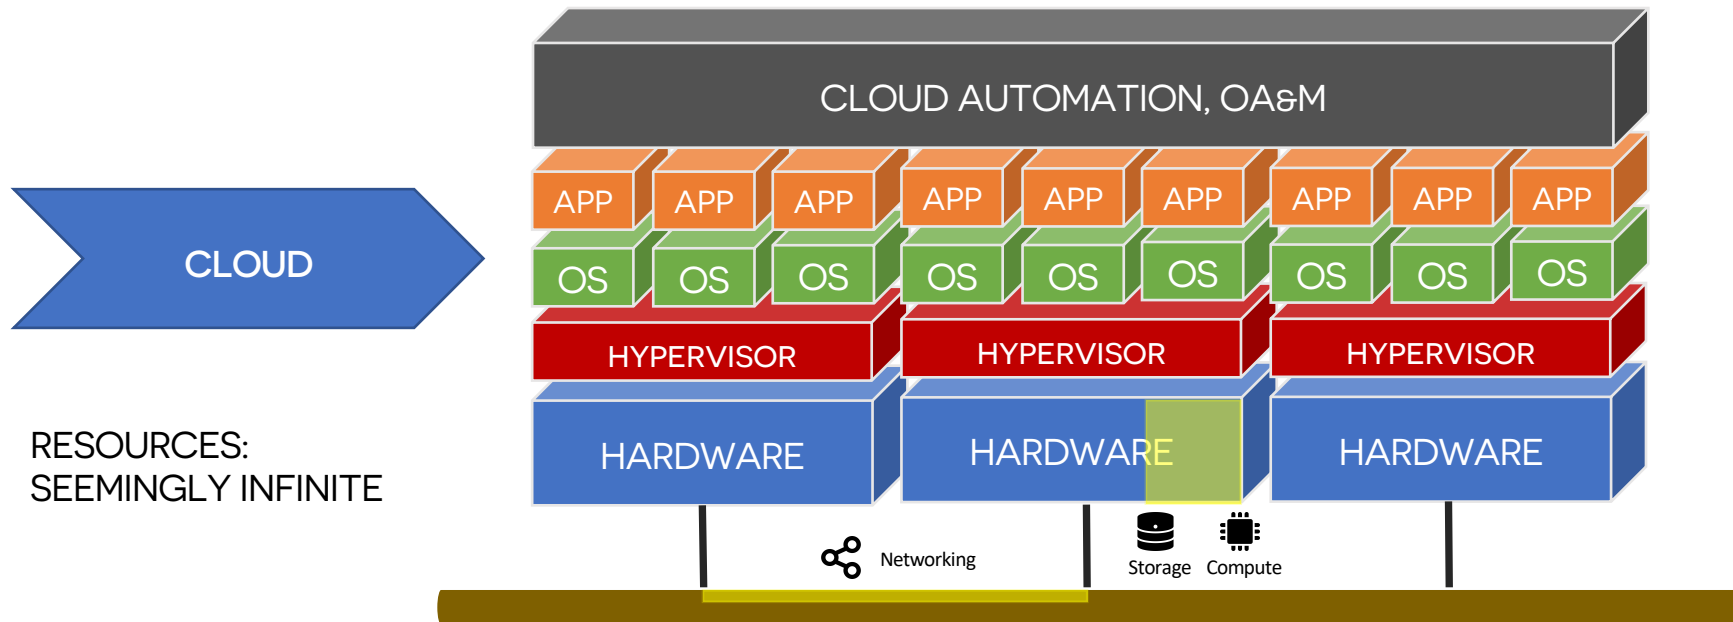 CLOUD AUTOMATION, OA&M
APP APP APP APP APP APP APP APP APP
CLOUD
OS OS OS OS OS OS OS OS OS
HYPERVISOR HYPERVISOR HYPERVISOR
HARDWARE HARDWARE HARDWARE
RESOURCES:
SEEMINGLY INFINITE
Networking
Storage Compute